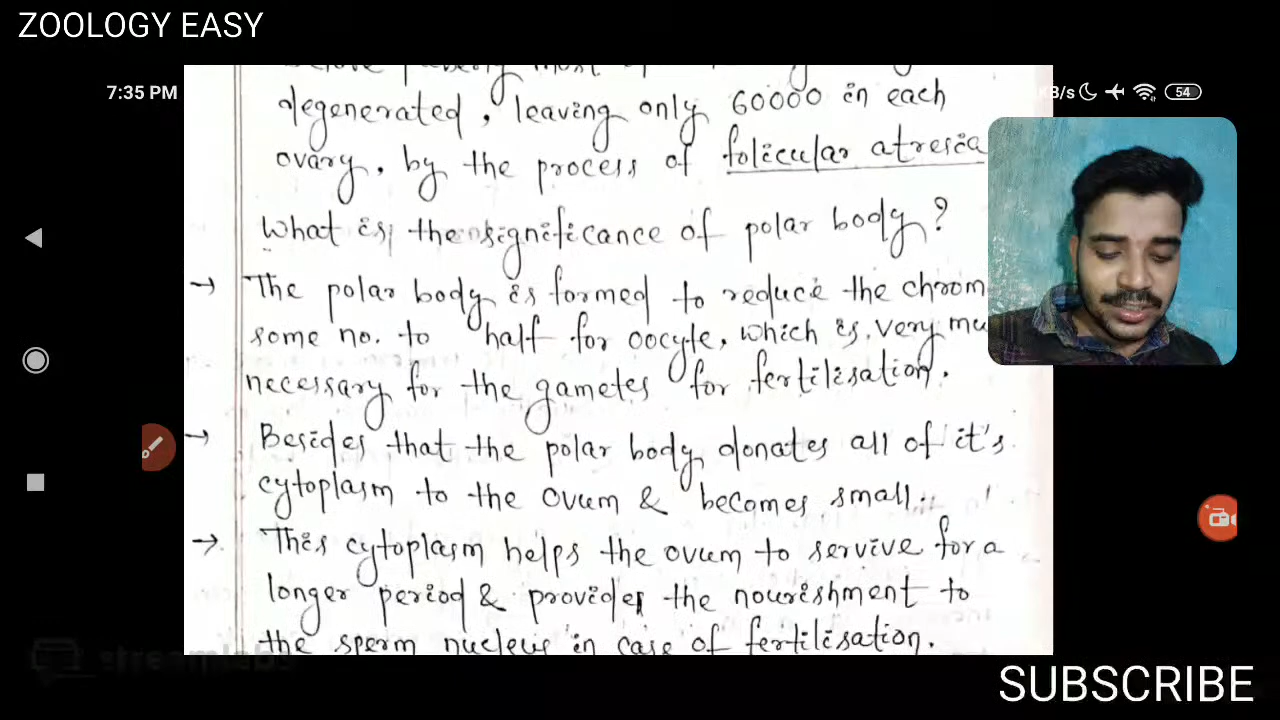 ZOOLOGY EASY
7:35 PM
KB/s
54
degenerated, leaving only 60000 in each
ovary, by the process of folicular atresia
What is the significance of polar body?
→ The polar body is formed to reduce the chrom
some no. to half for oocyte, which is very mu
necessary for the gametes for fertilisation.
→ Besides that the polar body donates all of it's
cytoplasm to the ovum & becomes small.
→ This cytoplasm helps the ovum to servive for a
longer period & provides the nourishment to
the sperm nucleus in case of fertilisation.
streamlabs
SUBSCRIBE